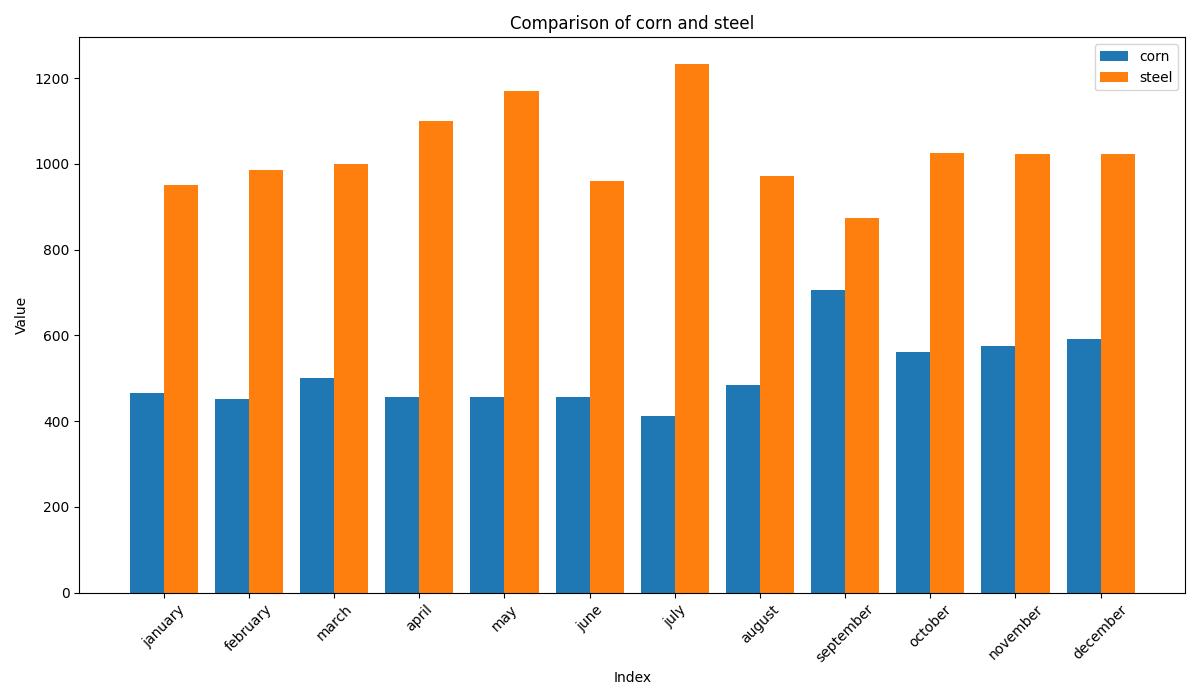 Comparison of corn and steel
corn
steel
Value
1200
1000
800
600
400
200
0
january
february
march
april
may
june
july
august
september
october
november
december
Index